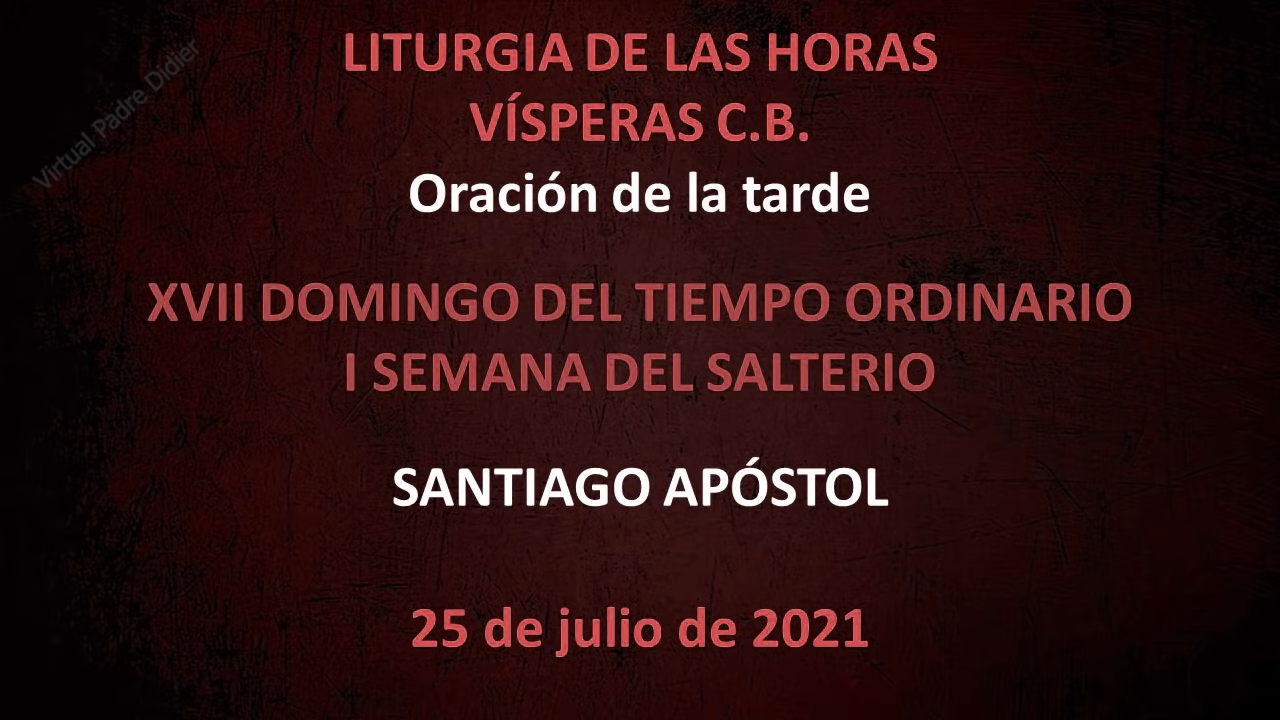 LITURGIA DE LAS HORAS
VÍSPERAS C.B.
Oración de la tarde
XVII DOMINGO DEL TIEMPO ORDINARIO
I SEMANA DEL SALTERIO
SANTIAGO APÓSTOL
25 de julio de 2021
Virtual-Padre Didier